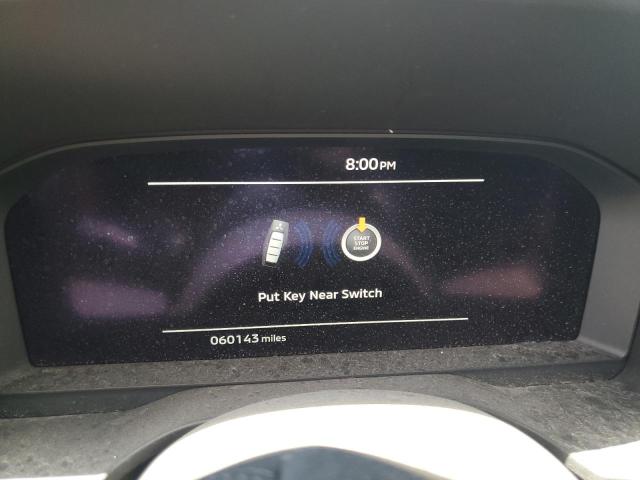 8:00PM
START
STOP
ENGINE
Put Key Near Switch
060143 miles